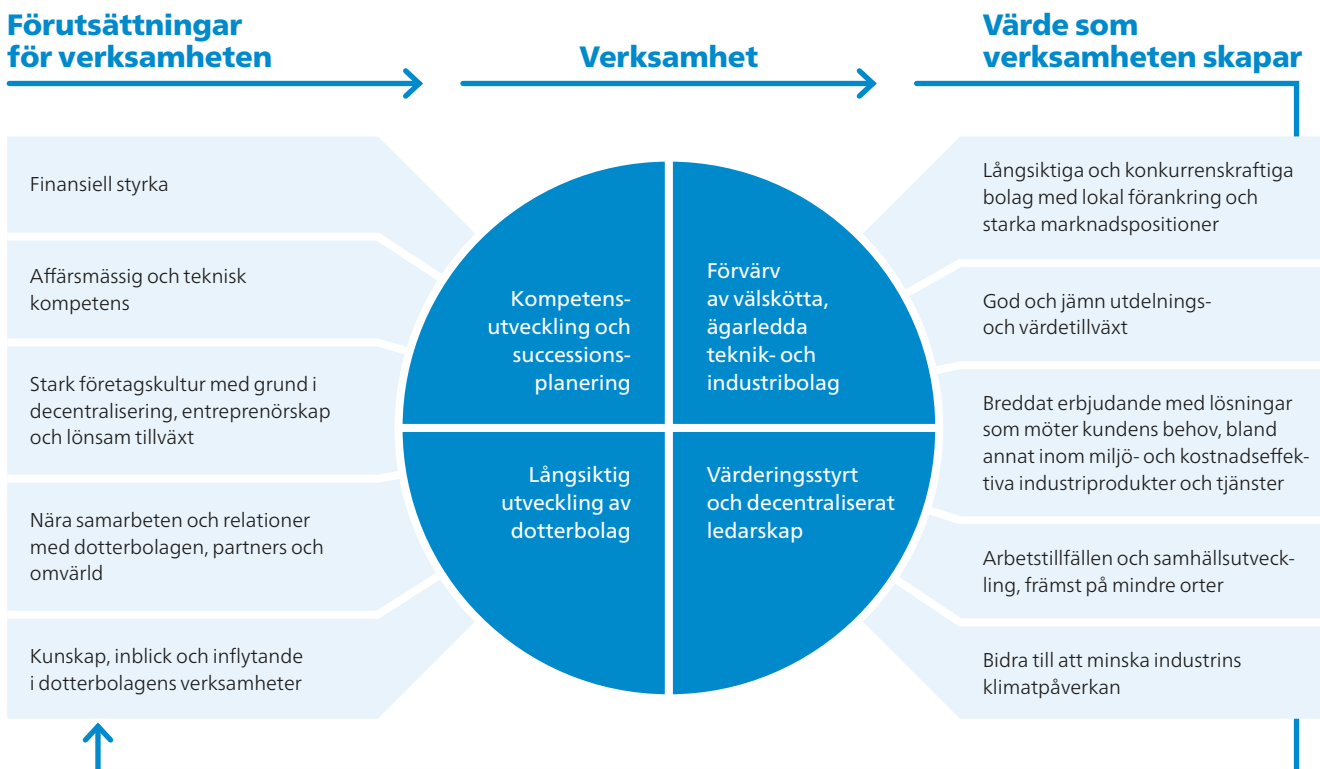 Förutsättningar
för verksamheten
Verksamhet
Värde som
verksamheten skapar
Finansiell styrka
Affärsmässig och teknisk
kompetens
Stark företagskultur med grund i
decentralisering, entreprenörskap
och lönsam tillväxt
Nära samarbeten och relationer
med dotterbolagen, partners och
omvärld
Kunskap, inblick och inflytande
i dotterbolagens verksamheter
Kompetens-
utveckling och
successions-
planering
Förvärv
av välskötta,
ägarledda
teknik- och
industribolag
Långsiktig
utveckling av
dotterbolag
Värderingsstyrt
och decentraliserat
ledarskap
Långsiktiga och konkurrenskraftiga
bolag med lokal förankring och
starka marknadspositioner
God och jämn utdelnings-
och värdetillväxt
Breddat erbjudande med lösningar
som möter kundens behov, bland
annat inom miljö- och kostnadseffek-
tiva industriprodukter och tjänster
Arbetstillfällen och samhällsutveck-
ling, främst på mindre orter
Bidra till att minska industrins
klimatpåverkan